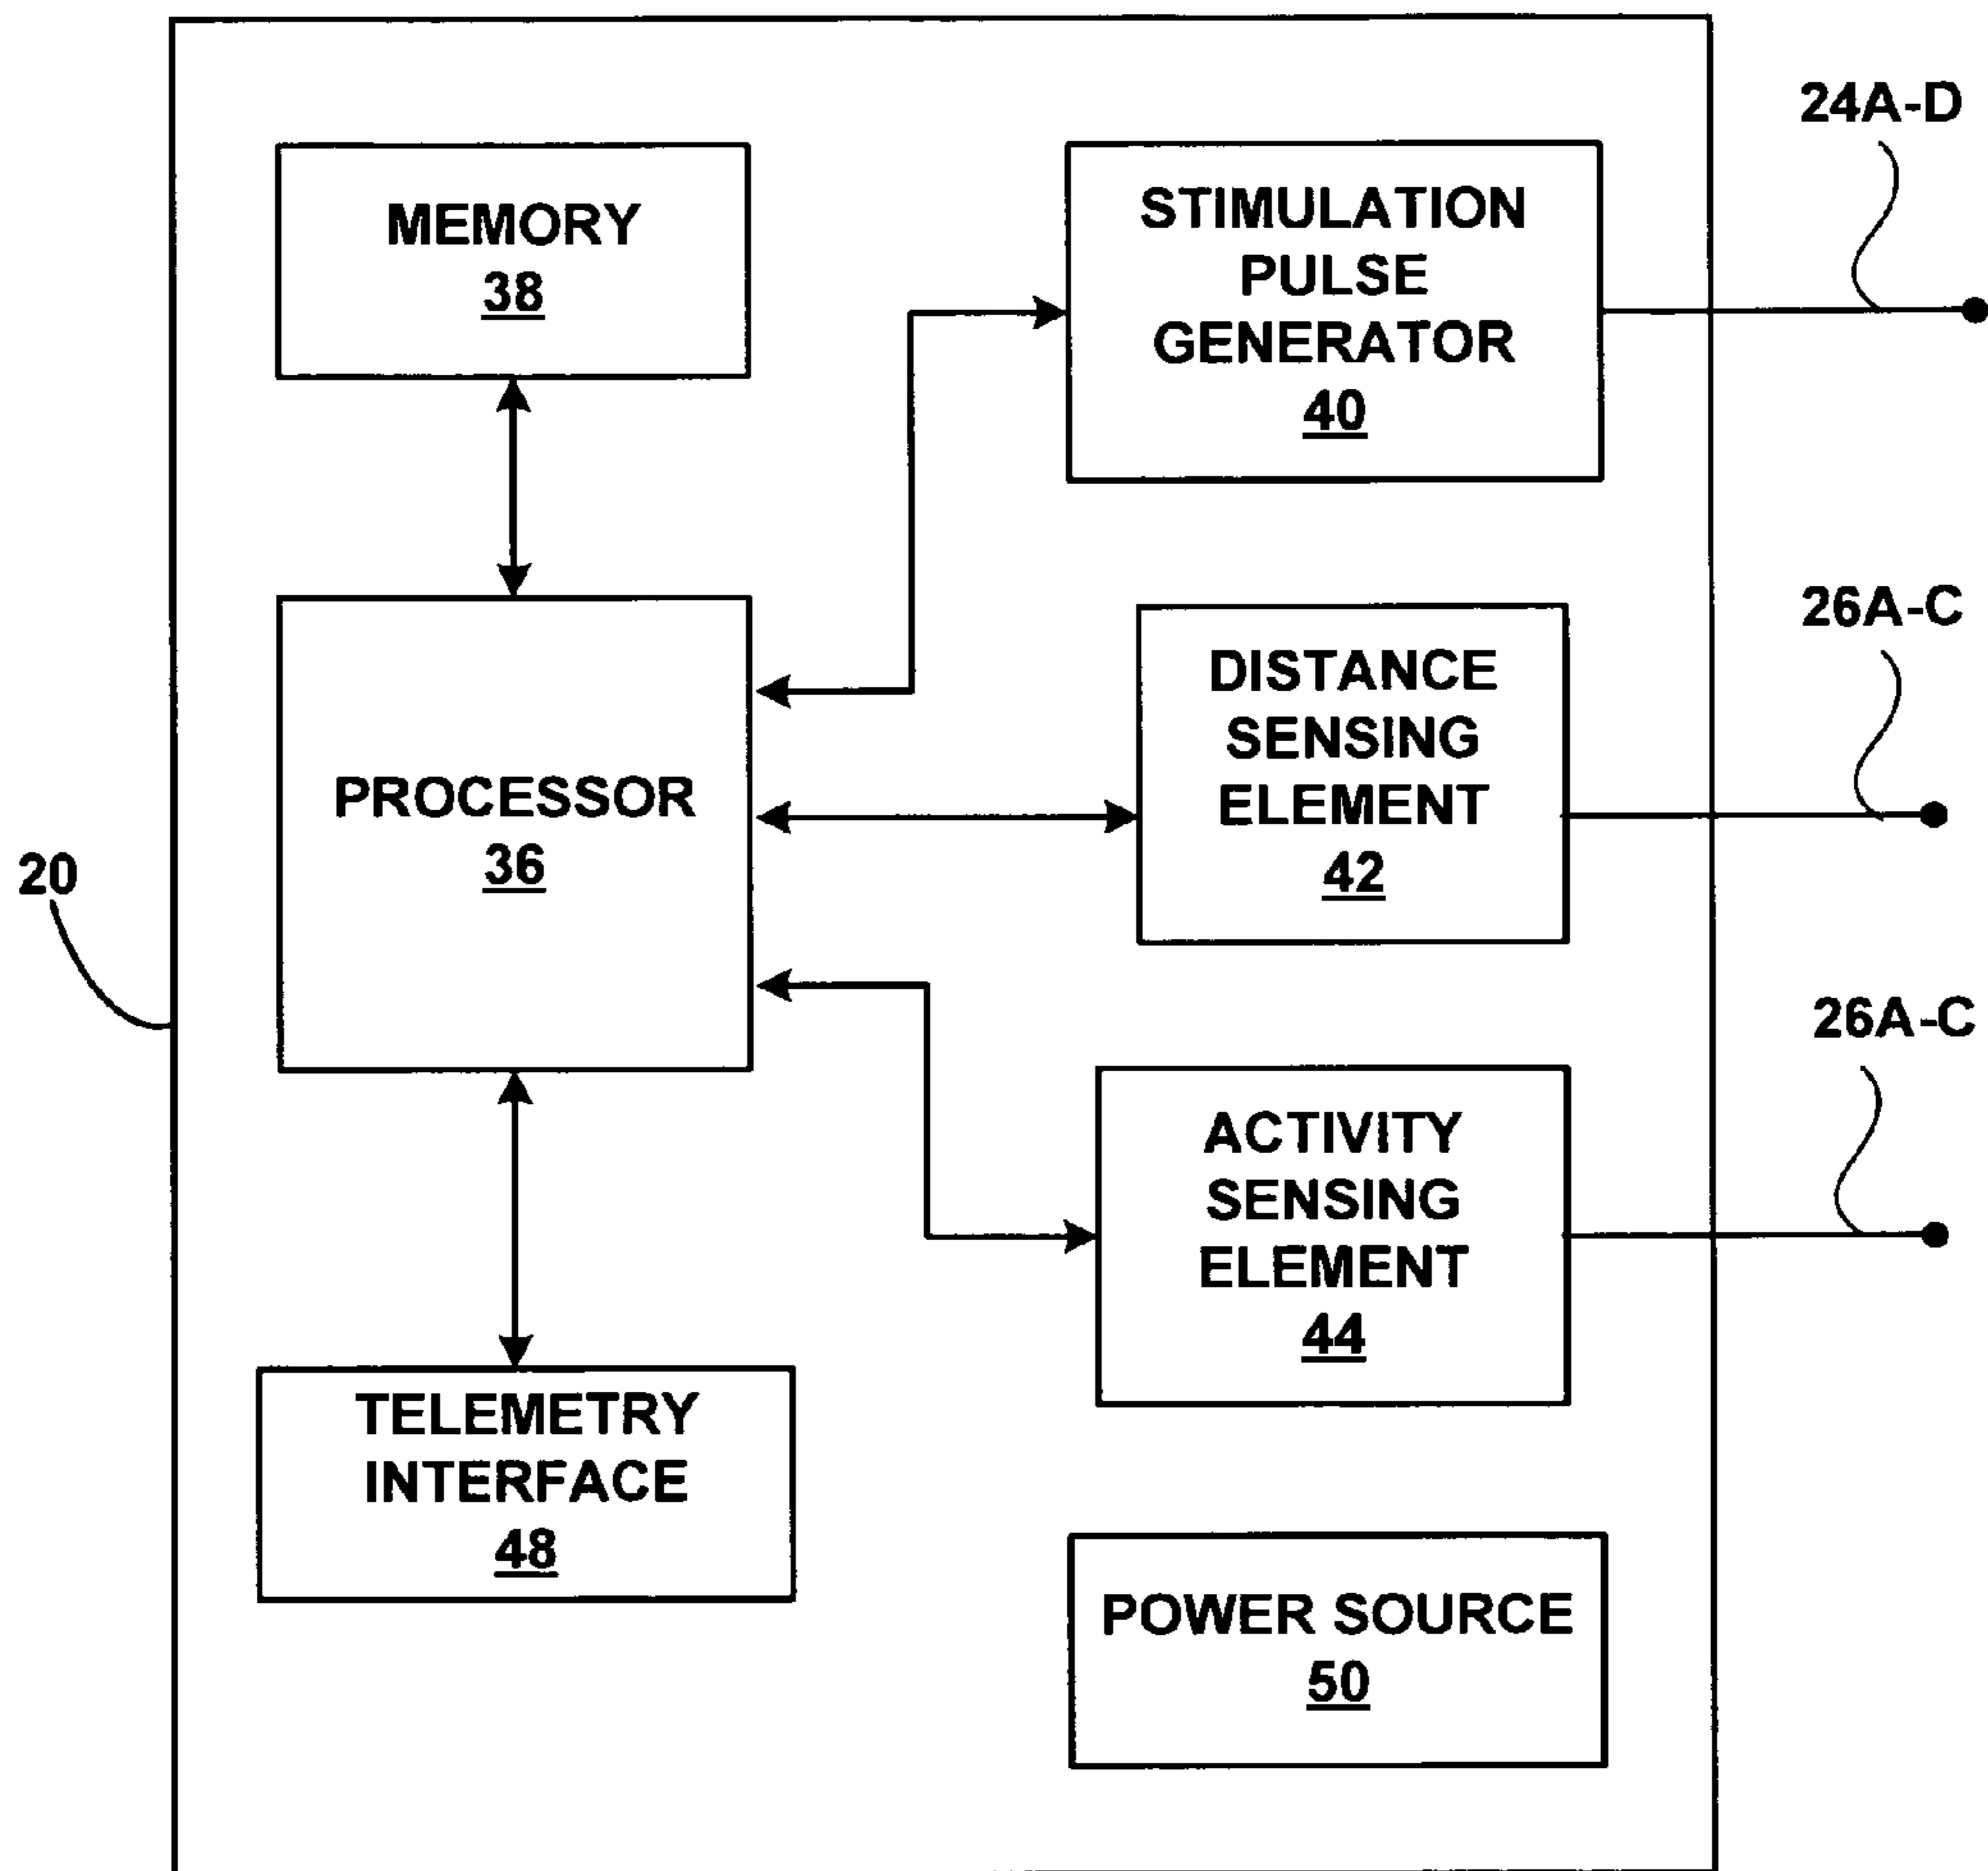 24A-D
MEMORY
38
STIMULATION
PULSE
GENERATOR
40
26A-C
DISTANCE
SENSING
ELEMENT
42
PROCESSOR
36
20
26A-C
ACTIVITY
SENSING
ELEMENT
44
TELEMETRY
INTERFACE
48
POWER SOURCE
50